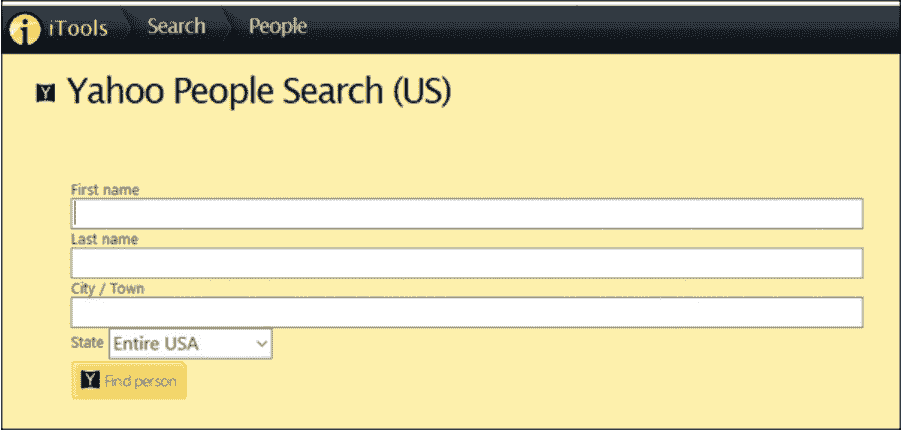 iTools Search People
Y Yahoo People Search (US)
First name
Last name
City / Town
State Entire USA
Y Find person